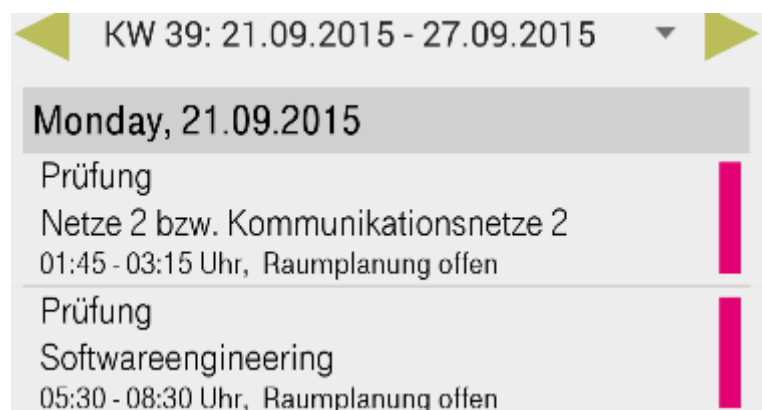 KW 39: 21.09.2015 - 27.09.2015
Monday, 21.09.2015
Prüfung
Netze 2 bzw. Kommunikationsnetze 2
01:45 - 03:15 Uhr, Raumplanung offen
Prüfung
Softwareengineering
05:30 - 08:30 Uhr, Raumplanung offen